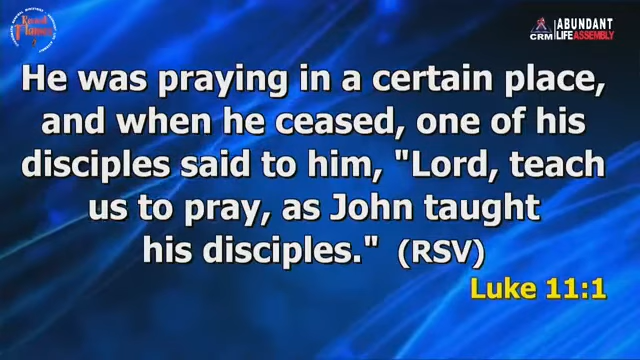 ABUNDANT
CRM LIFE ASSEMBLY
He was praying in a certain place,
and when he ceased, one of his
disciples said to him, "Lord, teach
us to pray, as John taught
his disciples." (RSV)
Luke 11:1